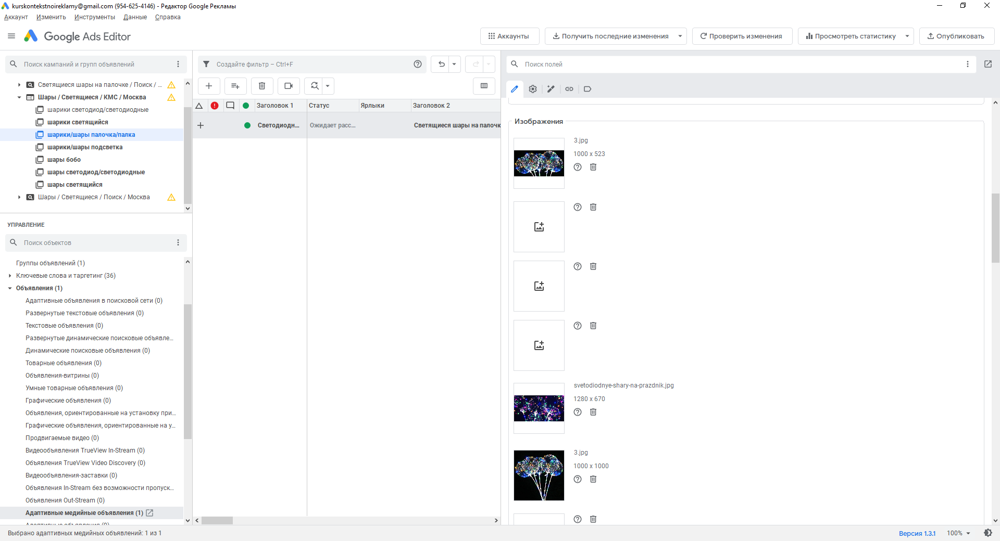 kurskontekstnoireklamy@gmail.com (954-625-4146) - Редактор Google Рекламы
Аккаунт Изменить Инструменты Данные Справка
Google Ads Editor
Аккаунты
Получить последние изменения
Проверить изменения
Просмотреть статистику
Опубликовать
Поиск кампаний и групп объявлений
Светящиеся шары на палочке / Поиск / ...
Шары / Светящиеся / КМС / Москва
шарики светодиод/светодиодные
шарики светящийся
шарики/шары палочка/палка
шарики/шары подсветка
шары бобо
шары светодиод/светодиодные
шары светящийся
Шары / Светящиеся / Поиск / Москва
УПРАВЛЕНИЕ
Поиск объектов
Группы объявлений (1)
Ключевые слова и таргетинг (36)
Объявления (1)
Адаптивные объявления в поисковой сети (0)
Развернутые текстовые объявления (0)
Текстовые объявления (0)
Развернутые динамические поисковые объявле...
Динамические поисковые объявления (0)
Товарные объявления (0)
Объявления-витрины (0)
Умные товарные объявления (0)
Графические объявления (0)
Объявления, ориентированные на установку при...
Графические объявления, ориентированные на у...
Продвигаемые видео (0)
Видеообъявления TrueView In-Stream (0)
Объявления TrueView Video Discovery (0)
Видеообъявления-заставки (0)
Объявления In-Stream без возможности пропуск...
Объявления Out-Stream (0)
Адаптивные медийные объявления (1)
Адаптивные объявления (0)
Создайте фильтр – Ctrl+F
Заголовок 1 Статус Ярлыки Заголовок 2
Светодиодн... Ожидает расс... Светящиеся шары на палочк
Поиск полей
Изображения
3.jpg
1000 x 523
svetodiodnye-shary-na-prazdnik.jpg
1280 x 670
3.jpg
1000 x 1000
Выбрано адаптивных медийных объявлений: 1 из 1
Версия 1.3.1 100%